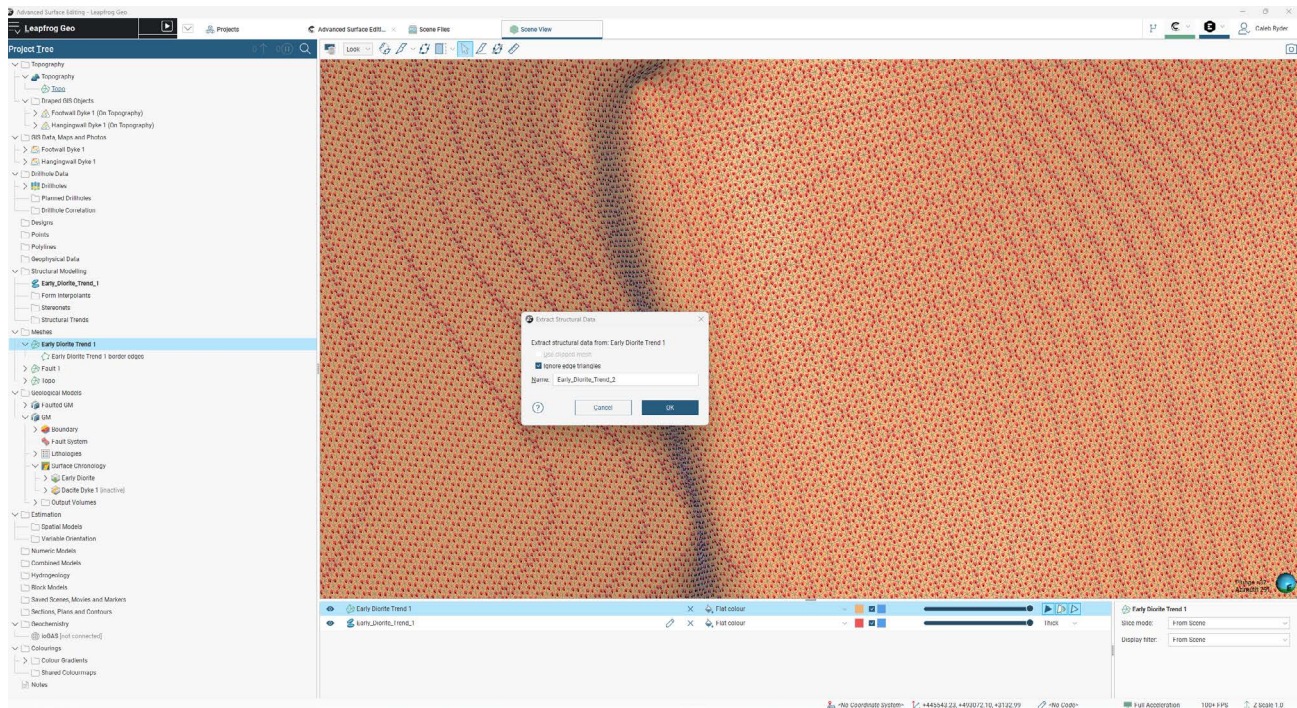 Advanced Surface Editing - Leapfrog Geo
Leapfrog Geo
Projects
Advanced Surface Editi...
Scene Files
Scene View
Caleb Ryder
Project Tree
Look
Topography
Topography
Topo
Draped GIS Objects
Footwall Dyke 1 (On Topography)
Hangingwall Dyke 1 (On Topography)
GIS Data, Maps and Photos
Footwall Dyke 1
Hangingwall Dyke 1
Drillhole Data
Drillholes
Planned Drillholes
Drillhole Correlation
Designs
Points
Polylines
Geophysical Data
Structural Modelling
Early_Diorite_Trend_1
Form Interpolants
Stereonets
Structural Trends
Meshes
Early Diorite Trend 1
Early Diorite Trend 1 border edges
Fault 1
Topo
Geological Models
Faulted GM
GM
Boundary
Fault System
Lithologies
Surface Chronology
Early Diorite
Dacite Dyke 1 [inactive]
Output Volumes
Estimation
Spatial Models
Variable Orientation
Numeric Models
Combined Models
Hydrogeology
Block Models
Saved Scenes, Movies and Markers
Sections, Plans and Contours
Geochemistry
ioGAS [not connected]
Colourings
Colour Gradients
Shared Colourmaps
Notes
Extract Structural Data
Extract structural data from: Early Diorite Trend 1
Use clipped mesh
Ignore edge triangles
Name: Early_Diorite_Trend_2
Cancel
OK
Early Diorite Trend 1
Flat colour
Early_Diorite_Trend_1
Flat colour
Thick
Early Diorite Trend 1
Slice mode: From Scene
Display filter: From Scene
<No Coordinate System>
+445543.23, +493072.10, +3132.99
<No Code>
Full Acceleration
100+ FPS
Z Scale 1.0